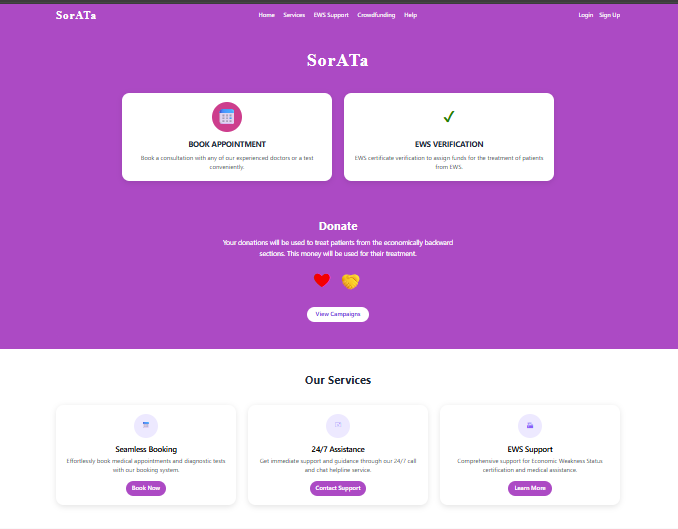 SorATa
Home Services EWS Support Crowdfunding Help
Login Sign Up
SorATa
BOOK APPOINTMENT
Book a consultation with any of our experienced doctors or a test
conveniently.
EWS VERIFICATION
EWS certificate verification to assign funds for the treatment of patients
from EWS.
Donate
Your donations will be used to treat patients from the economically backward
sections. This money will be used for their treatment.
View Campaigns
Our Services
Seamless Booking
Effortlessly book medical appointments and diagnostic tests
with our booking system.
Book Now
24/7 Assistance
Get immediate support and guidance through our 24/7 call
and chat helpline service.
Contact Support
EWS Support
Comprehensive support for Economic Weakness Status
certification and medical assistance.
Learn More